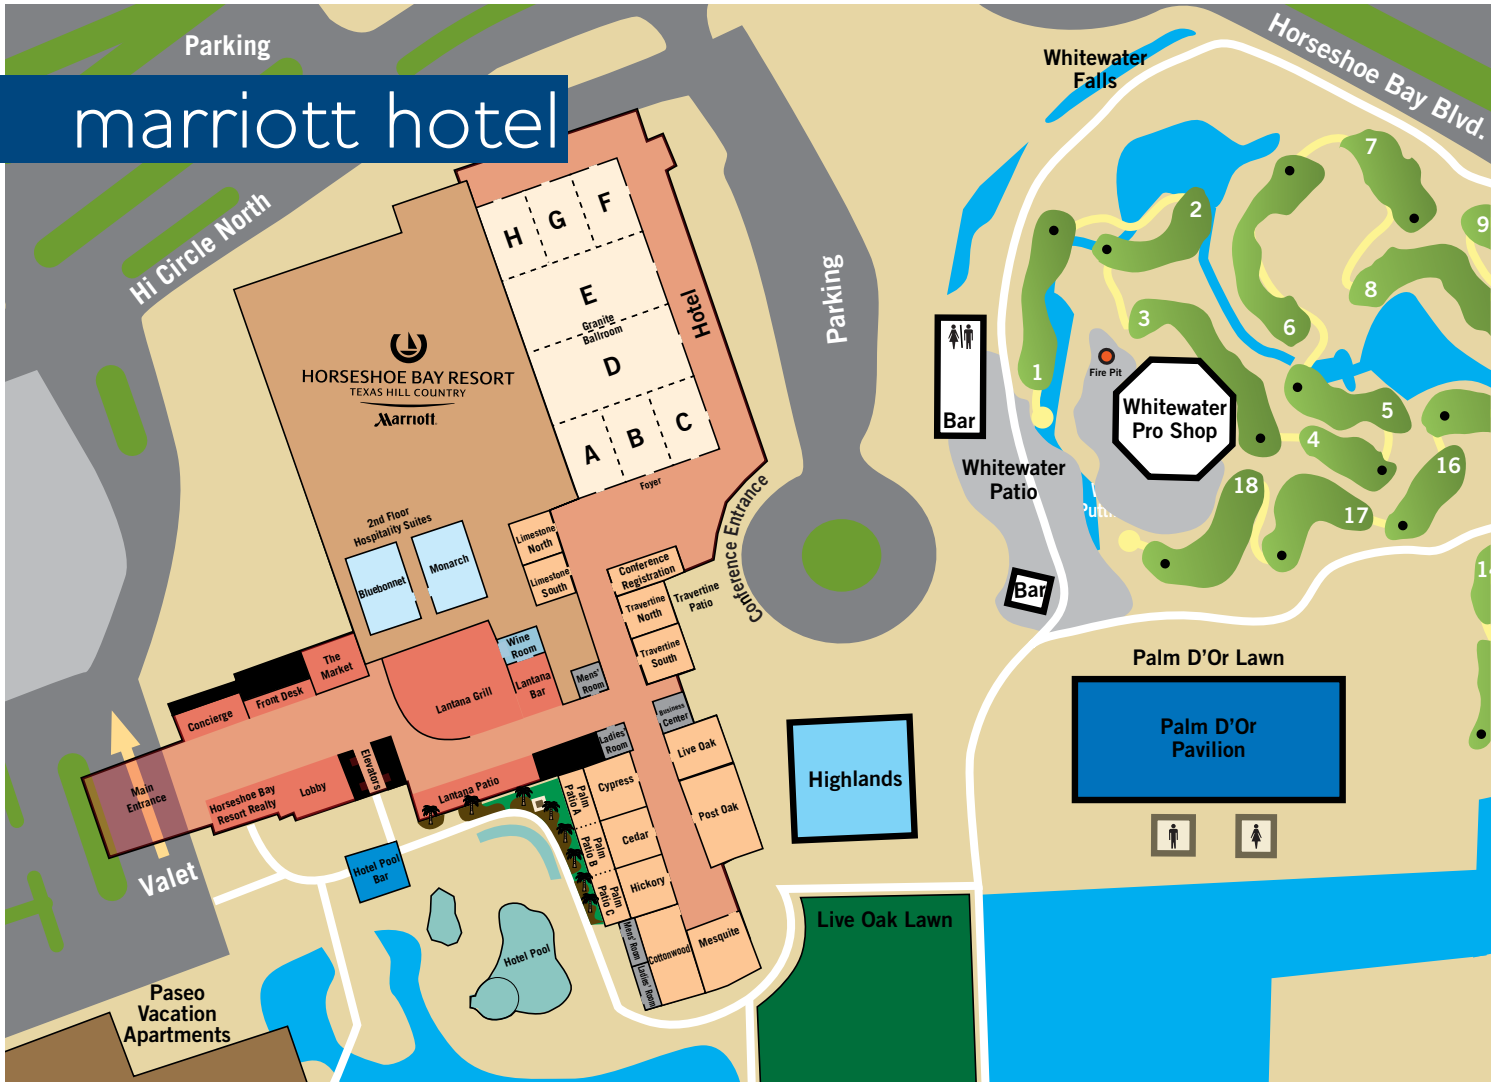 Parking
marriott hotel
Hi Circle North
Whitewater
Falls
Horseshoe Bay Blvd.
H
G
F
E
Granite
Ballroom
D
A
B
C
Foyer
Hotel
Parking
HORSESHOE BAY RESORT
TEXAS HILL COUNTRY
Marriott
2nd Floor
Hospitality Suites
Bluebonnet
Monarch
Limestone
North
Limestone
South
Conference
Registration
Travertine
North
Travertine
South
Travertine
Patio
Conference Entrance
Wine
Room
Lantana
Bar
Lantana Grill
Mens'
Room
The
Market
Front Desk
Concierge
Main
Entrance
Valet
Horseshoe Bay
Resort Realty
Lobby
Elevators
Lantana Patio
Ladies'
Room
Business
Center
Live Oak
Post Oak
Cypress
Cedar
Hickory
Palm
Patio A
Palm
Patio B
Palm
Patio C
Mens' Room
Ladies' Room
Cottonwood
Mesquite
Hotel Pool
Bar
Hotel Pool
Paseo
Vacation
Apartments
1
2
3
4
5
6
7
8
9
16
17
18
Fire Pit
Whitewater
Pro Shop
Bar
Whitewater
Patio
Bar
Palm D'Or Lawn
Palm D'Or
Pavilion
Highlands
Live Oak Lawn